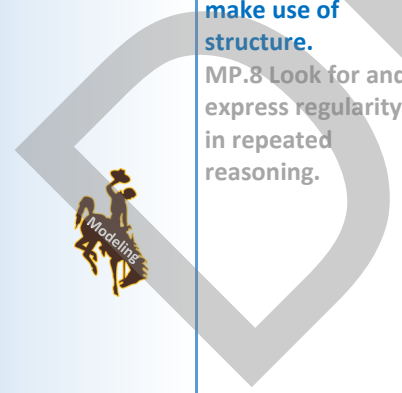 make use of
structure.
MP.8 Look for and
express regularity
in repeated
reasoning.
Modeling